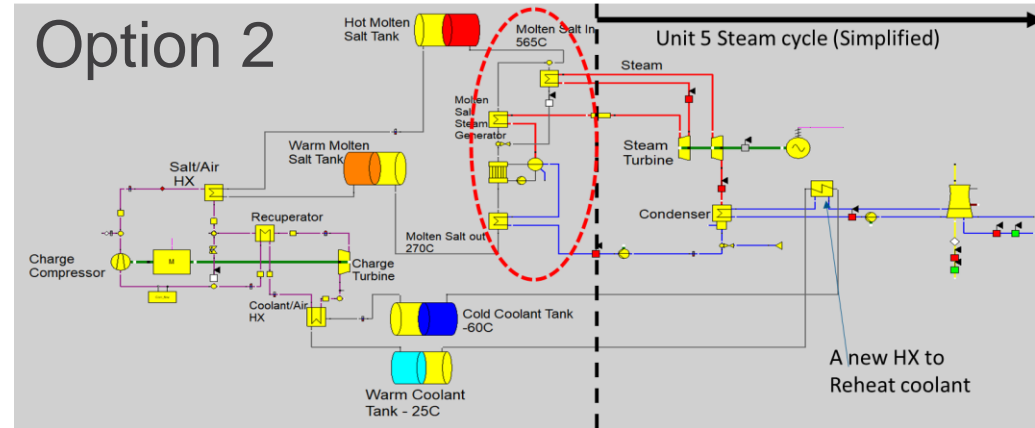 Option 2
Hot Molten
Salt Tank
Molten Salt In
565C
Unit 5 Steam cycle (Simplified)
Steam
Molten
Salt
Steam
Generator
Warm Molten
Salt Tank
Steam
Turbine
Salt/Air
HX
Recuperator
Condenser
Molten Salt out
270C
Charge
Compressor
M
Charge
Turbine
Coolant/Air
HX
Cold Coolant Tank
-60C
A new HX to
Reheat coolant
Warm Coolant
Tank - 25C